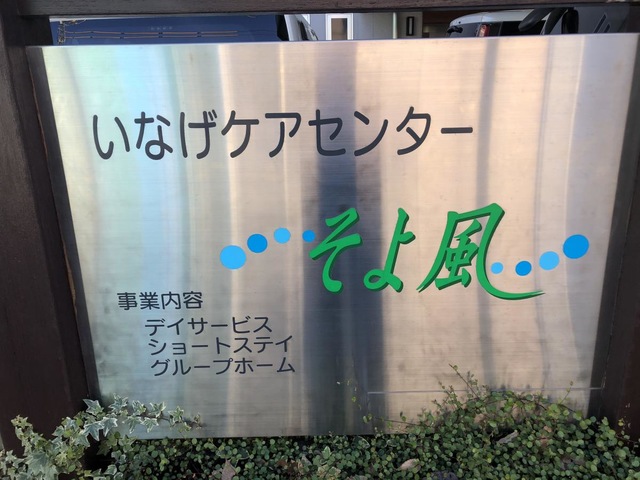 いなげケアセンター
そよ風
事業内容
デイサービス
ショートステイ
グループホーム